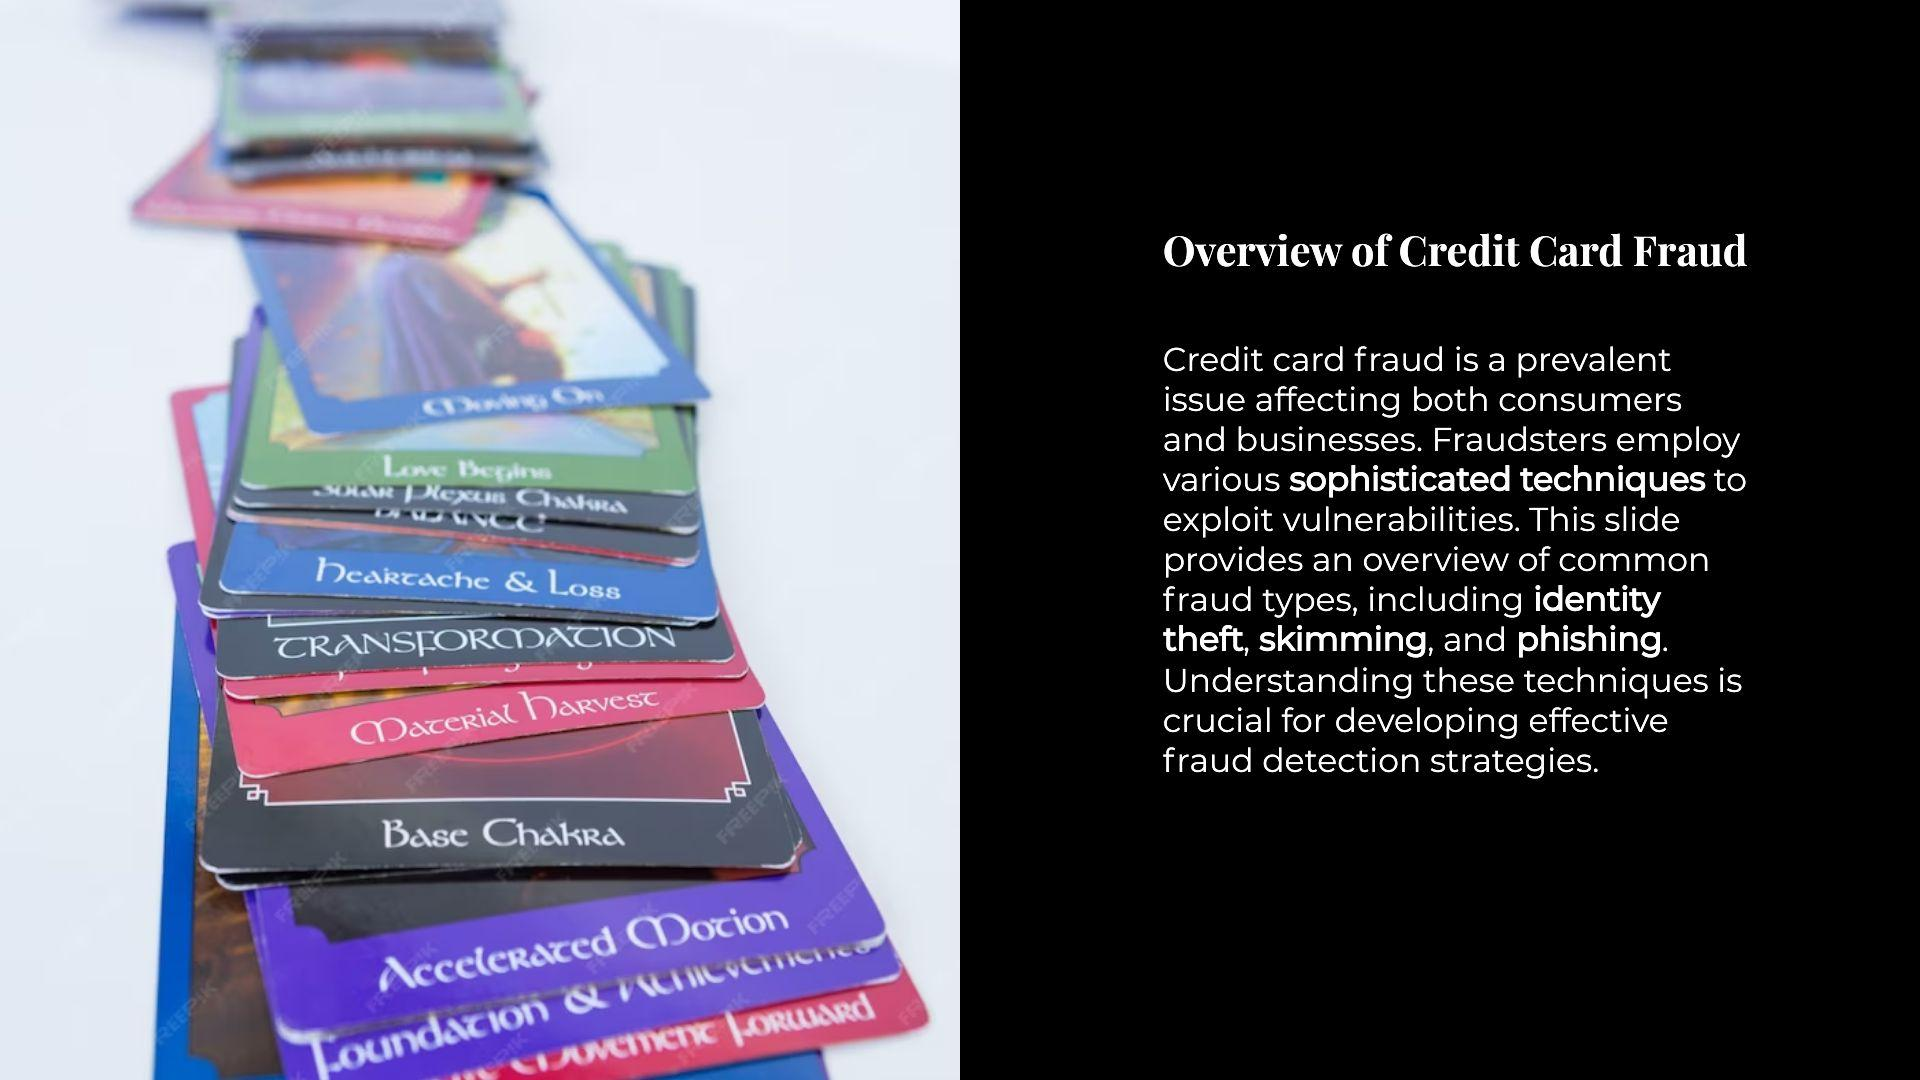 Moving On
Love Begins
Solar Plexus Chakra
BALANCE
Heartache & Loss
TRANSFORMATION
Material Harvest
Base Chakra
Accelerated Motion
Foundation & Achievements
Movement Forward
Overview of Credit Card Fraud
Credit card fraud is a prevalent
issue affecting both consumers
and businesses. Fraudsters employ
various sophisticated techniques to
exploit vulnerabilities. This slide
provides an overview of common
fraud types, including identity
theft, skimming, and phishing.
Understanding these techniques is
crucial for developing effective
fraud detection strategies.